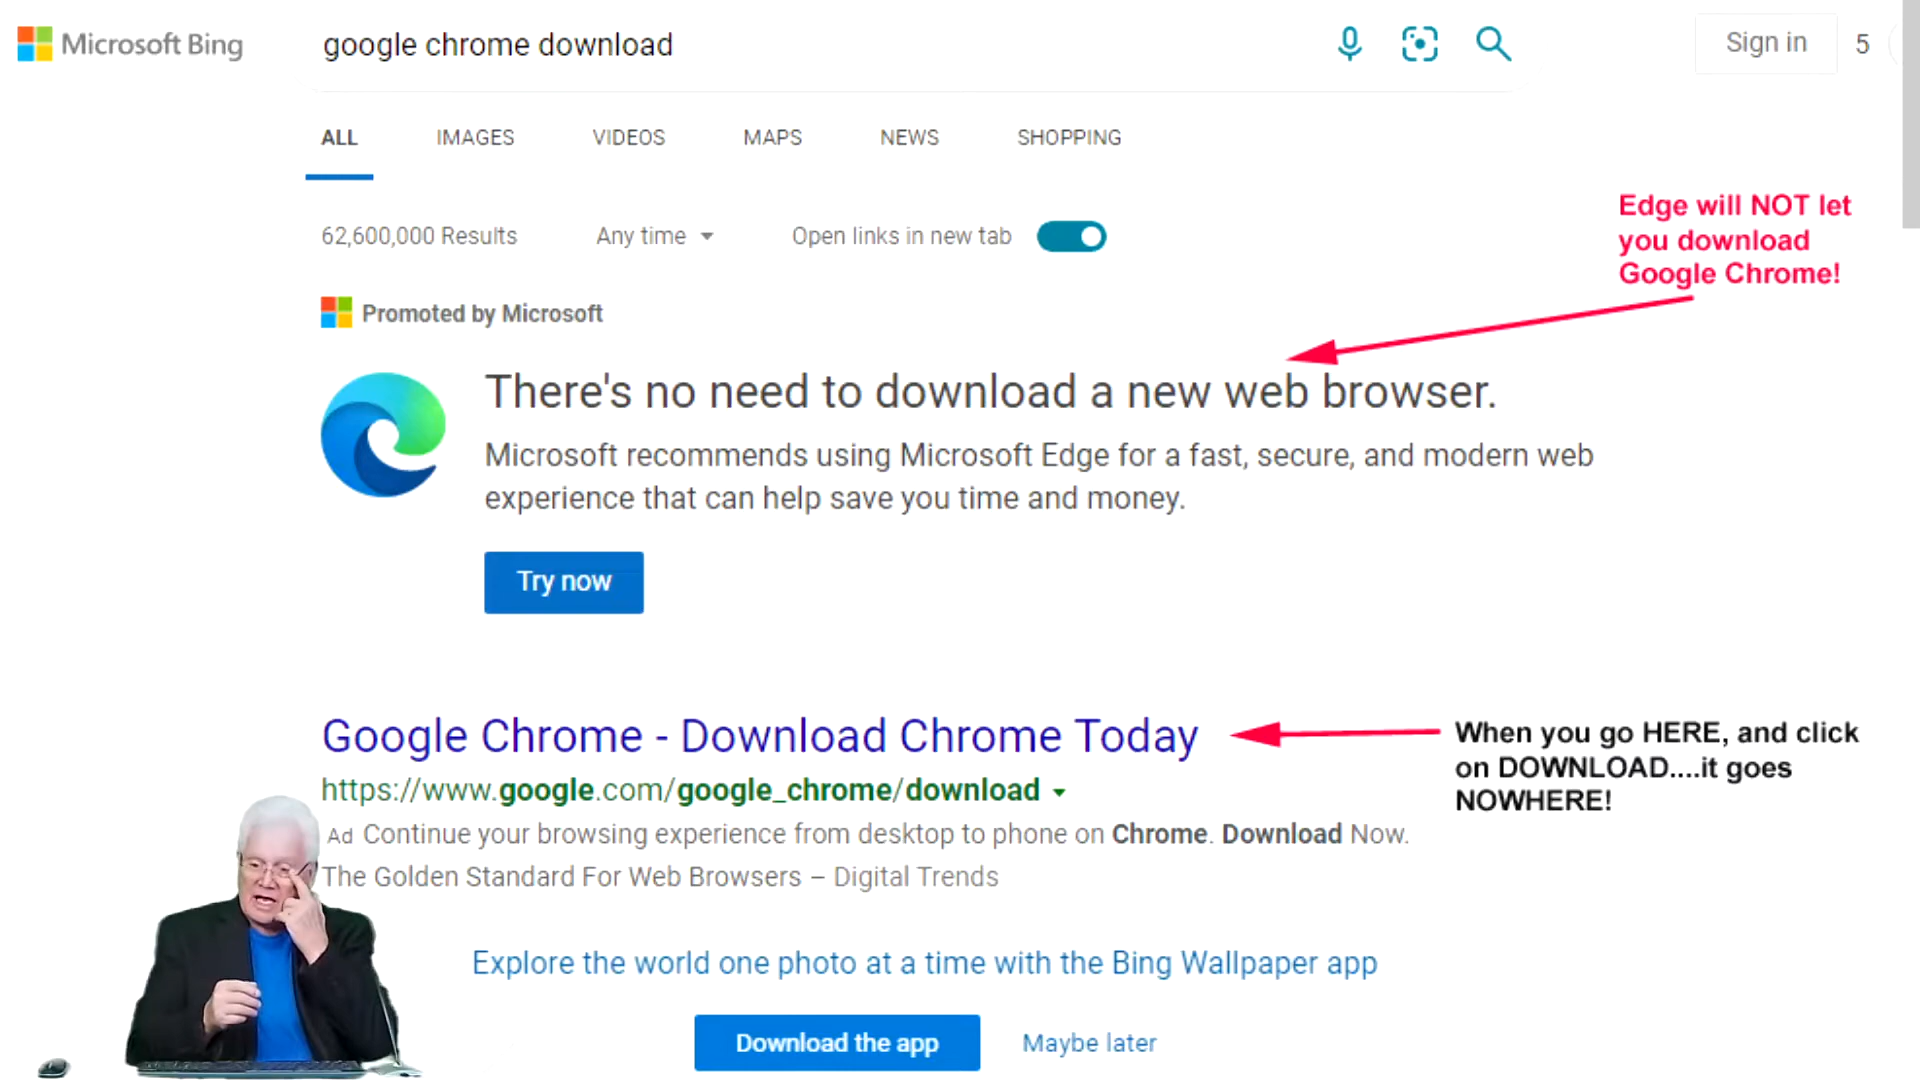 Microsoft Bing
google chrome download
Sign in
5
ALL
IMAGES
VIDEOS
MAPS
NEWS
SHOPPING
62,600,000 Results
Any time
Open links in new tab
Edge will NOT let
you download
Google Chrome!
Promoted by Microsoft
There's no need to download a new web browser.
Microsoft recommends using Microsoft Edge for a fast, secure, and modern web
experience that can help save you time and money.
Try now
Google Chrome - Download Chrome Today
https://www.google.com/google_chrome/download
Ad Continue your browsing experience from desktop to phone on Chrome. Download Now.
The Golden Standard For Web Browsers – Digital Trends
When you go HERE, and click
on DOWNLOAD....it goes
NOWHERE!
Explore the world one photo at a time with the Bing Wallpaper app
Download the app
Maybe later